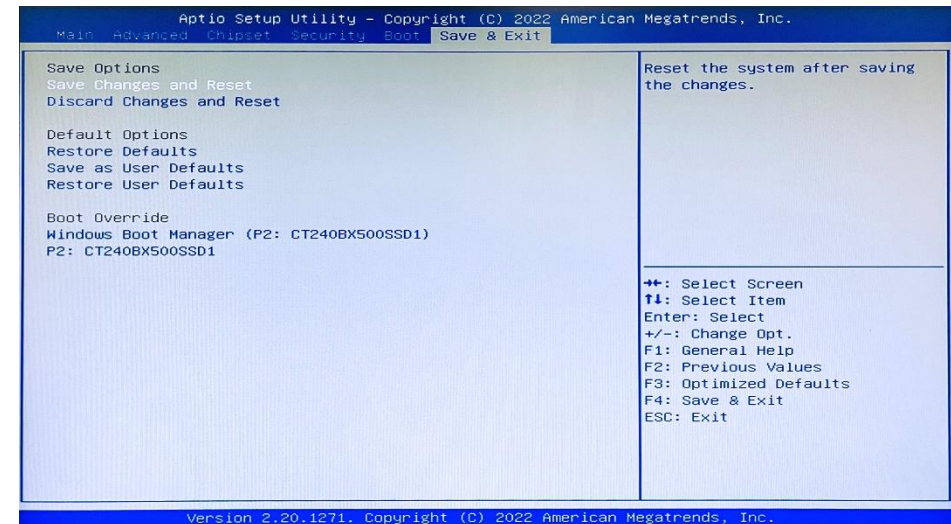 Aptio Setup Utility – Copyright (C) 2022 American Megatrends, Inc.
Main Advanced Chipset Security Boot Save & Exit
Save Options
Save Changes and Reset
Discard Changes and Reset
Default Options
Restore Defaults
Save as User Defaults
Restore User Defaults
Boot Override
Windows Boot Manager (P2: CT240BX500SSD1)
P2: CT240BX500SSD1
Reset the system after saving
the changes.
→←: Select Screen
↑↓: Select Item
Enter: Select
+/-: Change Opt.
F1: General Help
F2: Previous Values
F3: Optimized Defaults
F4: Save & Exit
ESC: Exit
Version 2.20.1271. Copyright (C) 2022 American Megatrends, Inc.